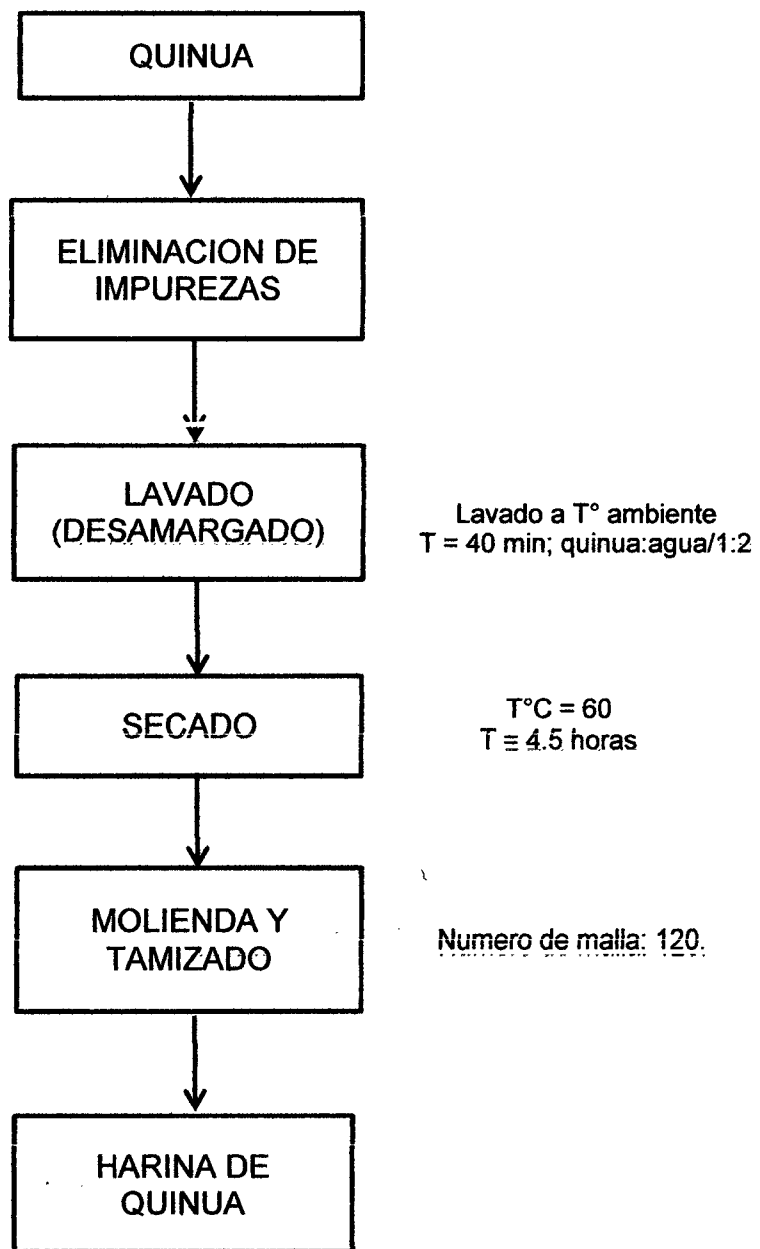 QUINUA
ELIMINACION DE
IMPUREZAS
LAVADO
(DESAMARGADO)
Lavado a T° ambiente
T = 40 min; quinua:agua/1:2
SECADO
T°C = 60
T = 4.5 horas
MOLIENDA Y
TAMIZADO
Numero de malla: 120.
HARINA DE
QUINUA